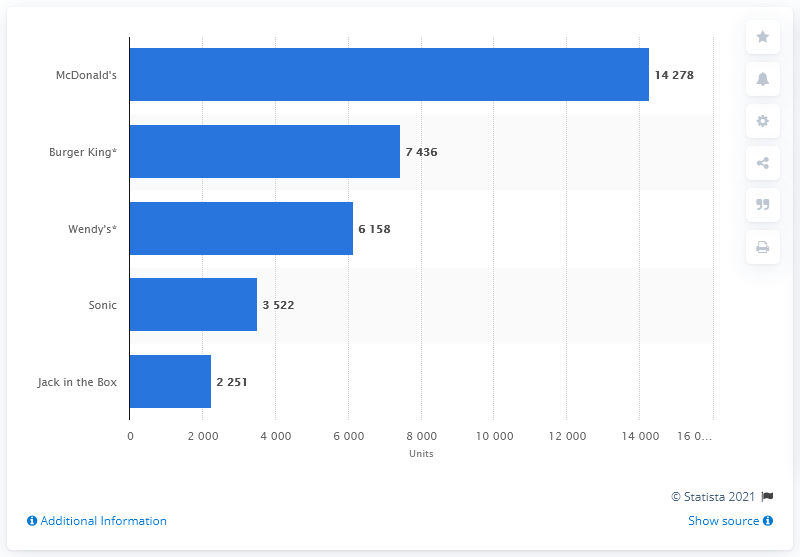 McDonald's
14 278
Burger King*
7 436
Wendy's*
6 158
Sonic
3 522
Jack in the Box
2 251
0 2 000 4 000 6 000 8 000 10 000 12 000 14 000 16 0...
Units
© Statista 2021
Additional Information
Show source